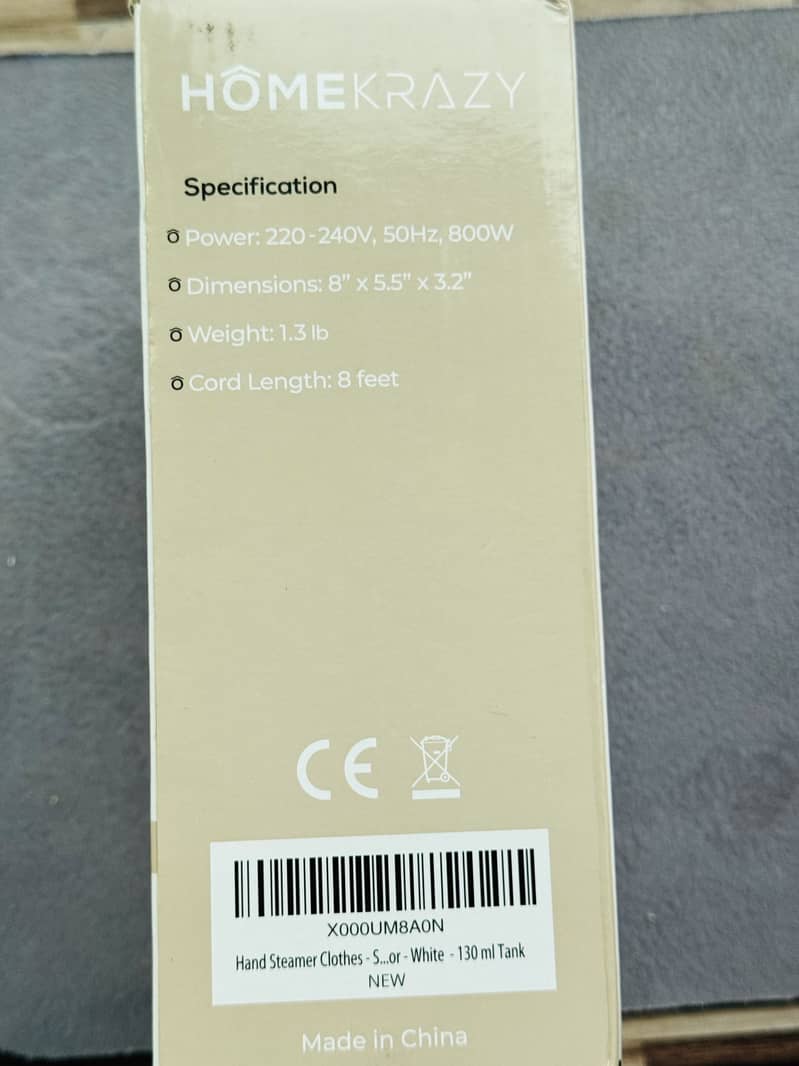 HÔMEKRAZY
Specification
Power: 220-240V, 50Hz, 800W
Dimensions: 8” x 5.5” x 3.2”
Weight: 1.3 lb
Cord Length: 8 feet
CE
X000UM8A0N
Hand Steamer Clothes - S...or - White - 130 ml Tank
NEW
Made in China